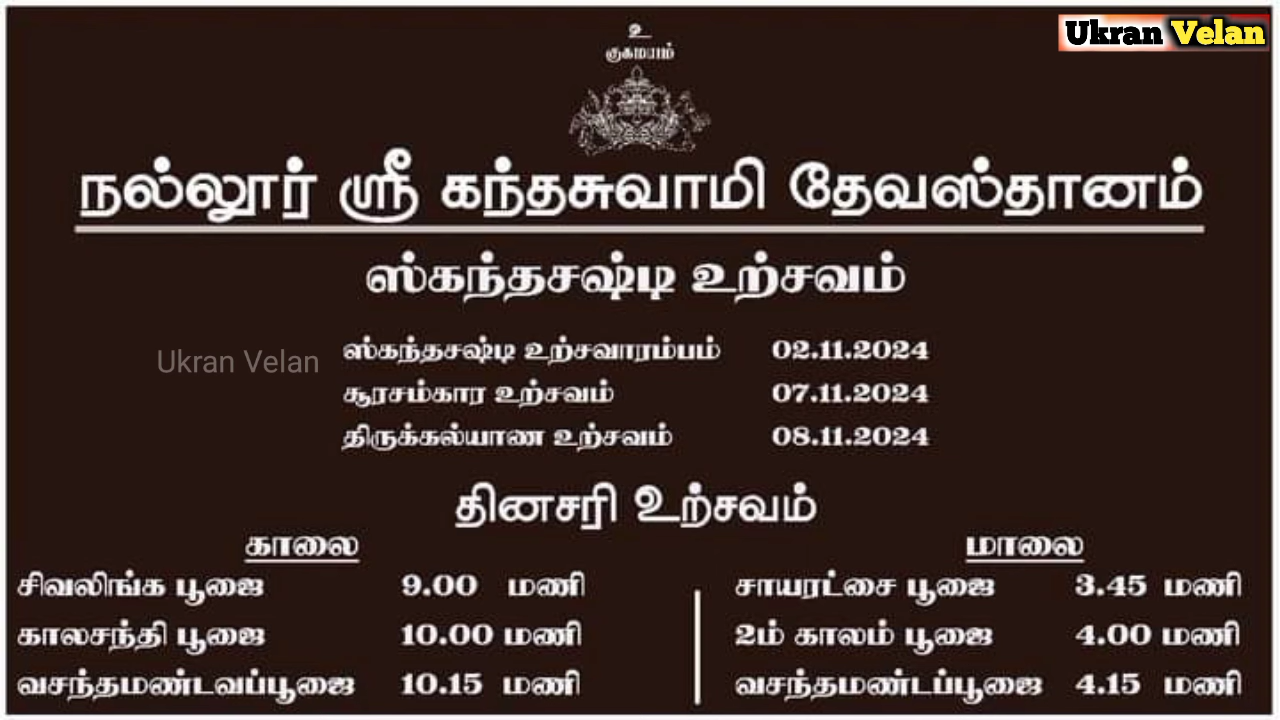 Ukran Velan
உ
குகமயம்
நல்லூர் ஸ்ரீ கந்தசுவாமி தேவஸ்தானம்
ஸ்கந்தசஷ்டி உற்சவம்
Ukran Velan
ஸ்கந்தசஷ்டி உற்சவாரம்பம் 02.11.2024
சூரசம்கார உற்சவம் 07.11.2024
திருக்கல்யாண உற்சவம் 08.11.2024
தினசரி உற்சவம்
காலை
சிவலிங்க பூஜை 9.00 மணி
காலசந்தி பூஜை 10.00 மணி
வசந்தமண்டவப்பூஜை 10.15 மணி
மாலை
சாயரட்சை பூஜை 3.45 மணி
2ம் காலம் பூஜை 4.00 மணி
வசந்தமண்டப்பூஜை 4.15 மணி